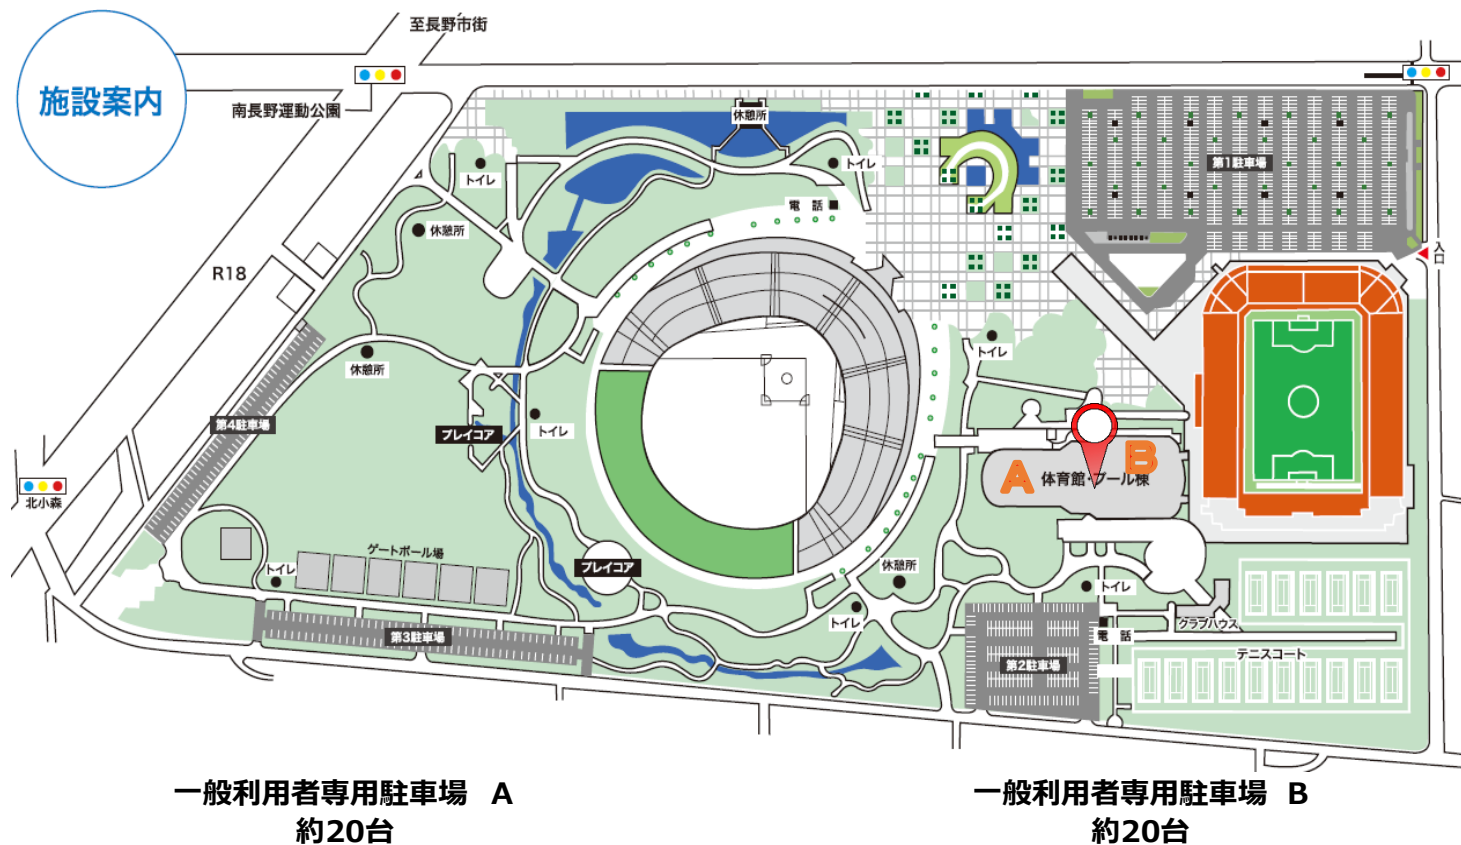 至長野市街
施設案内
南長野運動公園
休憩所
トイレ
トイレ
第1駐車場
電 話
休憩所
入口
R18
トイレ
休憩所
第4駐車場
プレイコア
トイレ
A
B
体育館・プール棟
北小森
ゲートボール場
トイレ
プレイコア
休憩所
トイレ
トイレ
クラブハウス
電 話
第3駐車場
テニスコート
第2駐車場
一般利用者専用駐車場 A
約20台
一般利用者専用駐車場 B
約20台